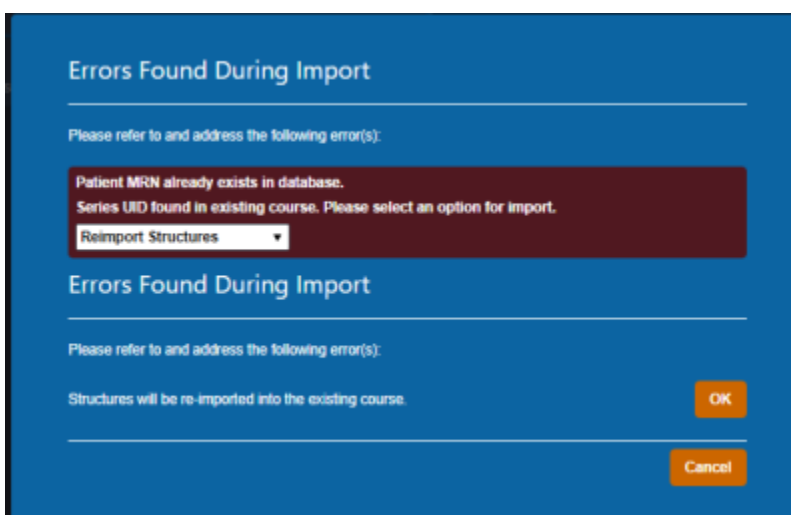 Errors Found During Import
Please refer to and address the following error(s):
Patient MRN already exists in database.
Series UID found in existing course. Please select an option for import.
Reimport Structures
Errors Found During Import
Please refer to and address the following error(s):
Structures will be re-imported into the existing course.
OK
Cancel